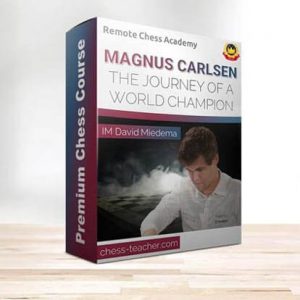 Remote Chess Academy
MAGNUS CARLSEN
THE JOURNEY OF A
WORLD CHAMPION
IM David Miedema
chess-teacher.com
Premium Chess Course